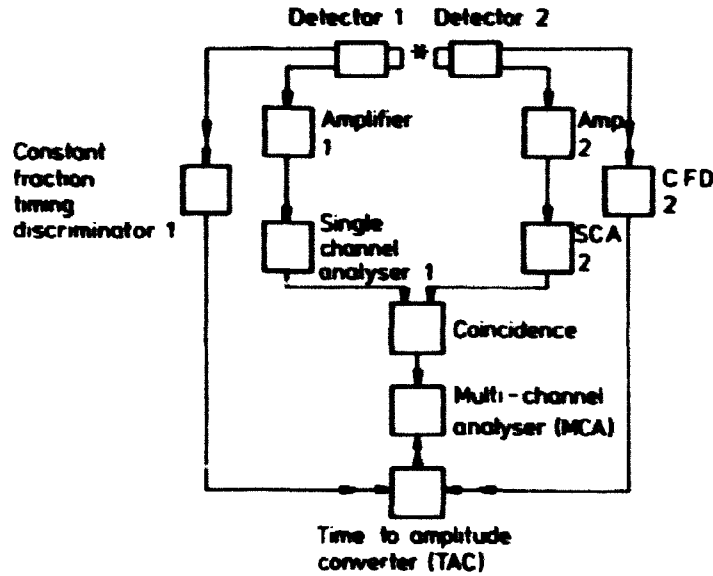 Detector 1
Detector 2
Amplifier
1
Amp
2
Constant
fraction
timing
discriminator 1
CFD
2
Single
channel
analyser 1
SCA
2
Coincidence
Multi-channel
analyser (MCA)
Time to amplitude
converter (TAC)